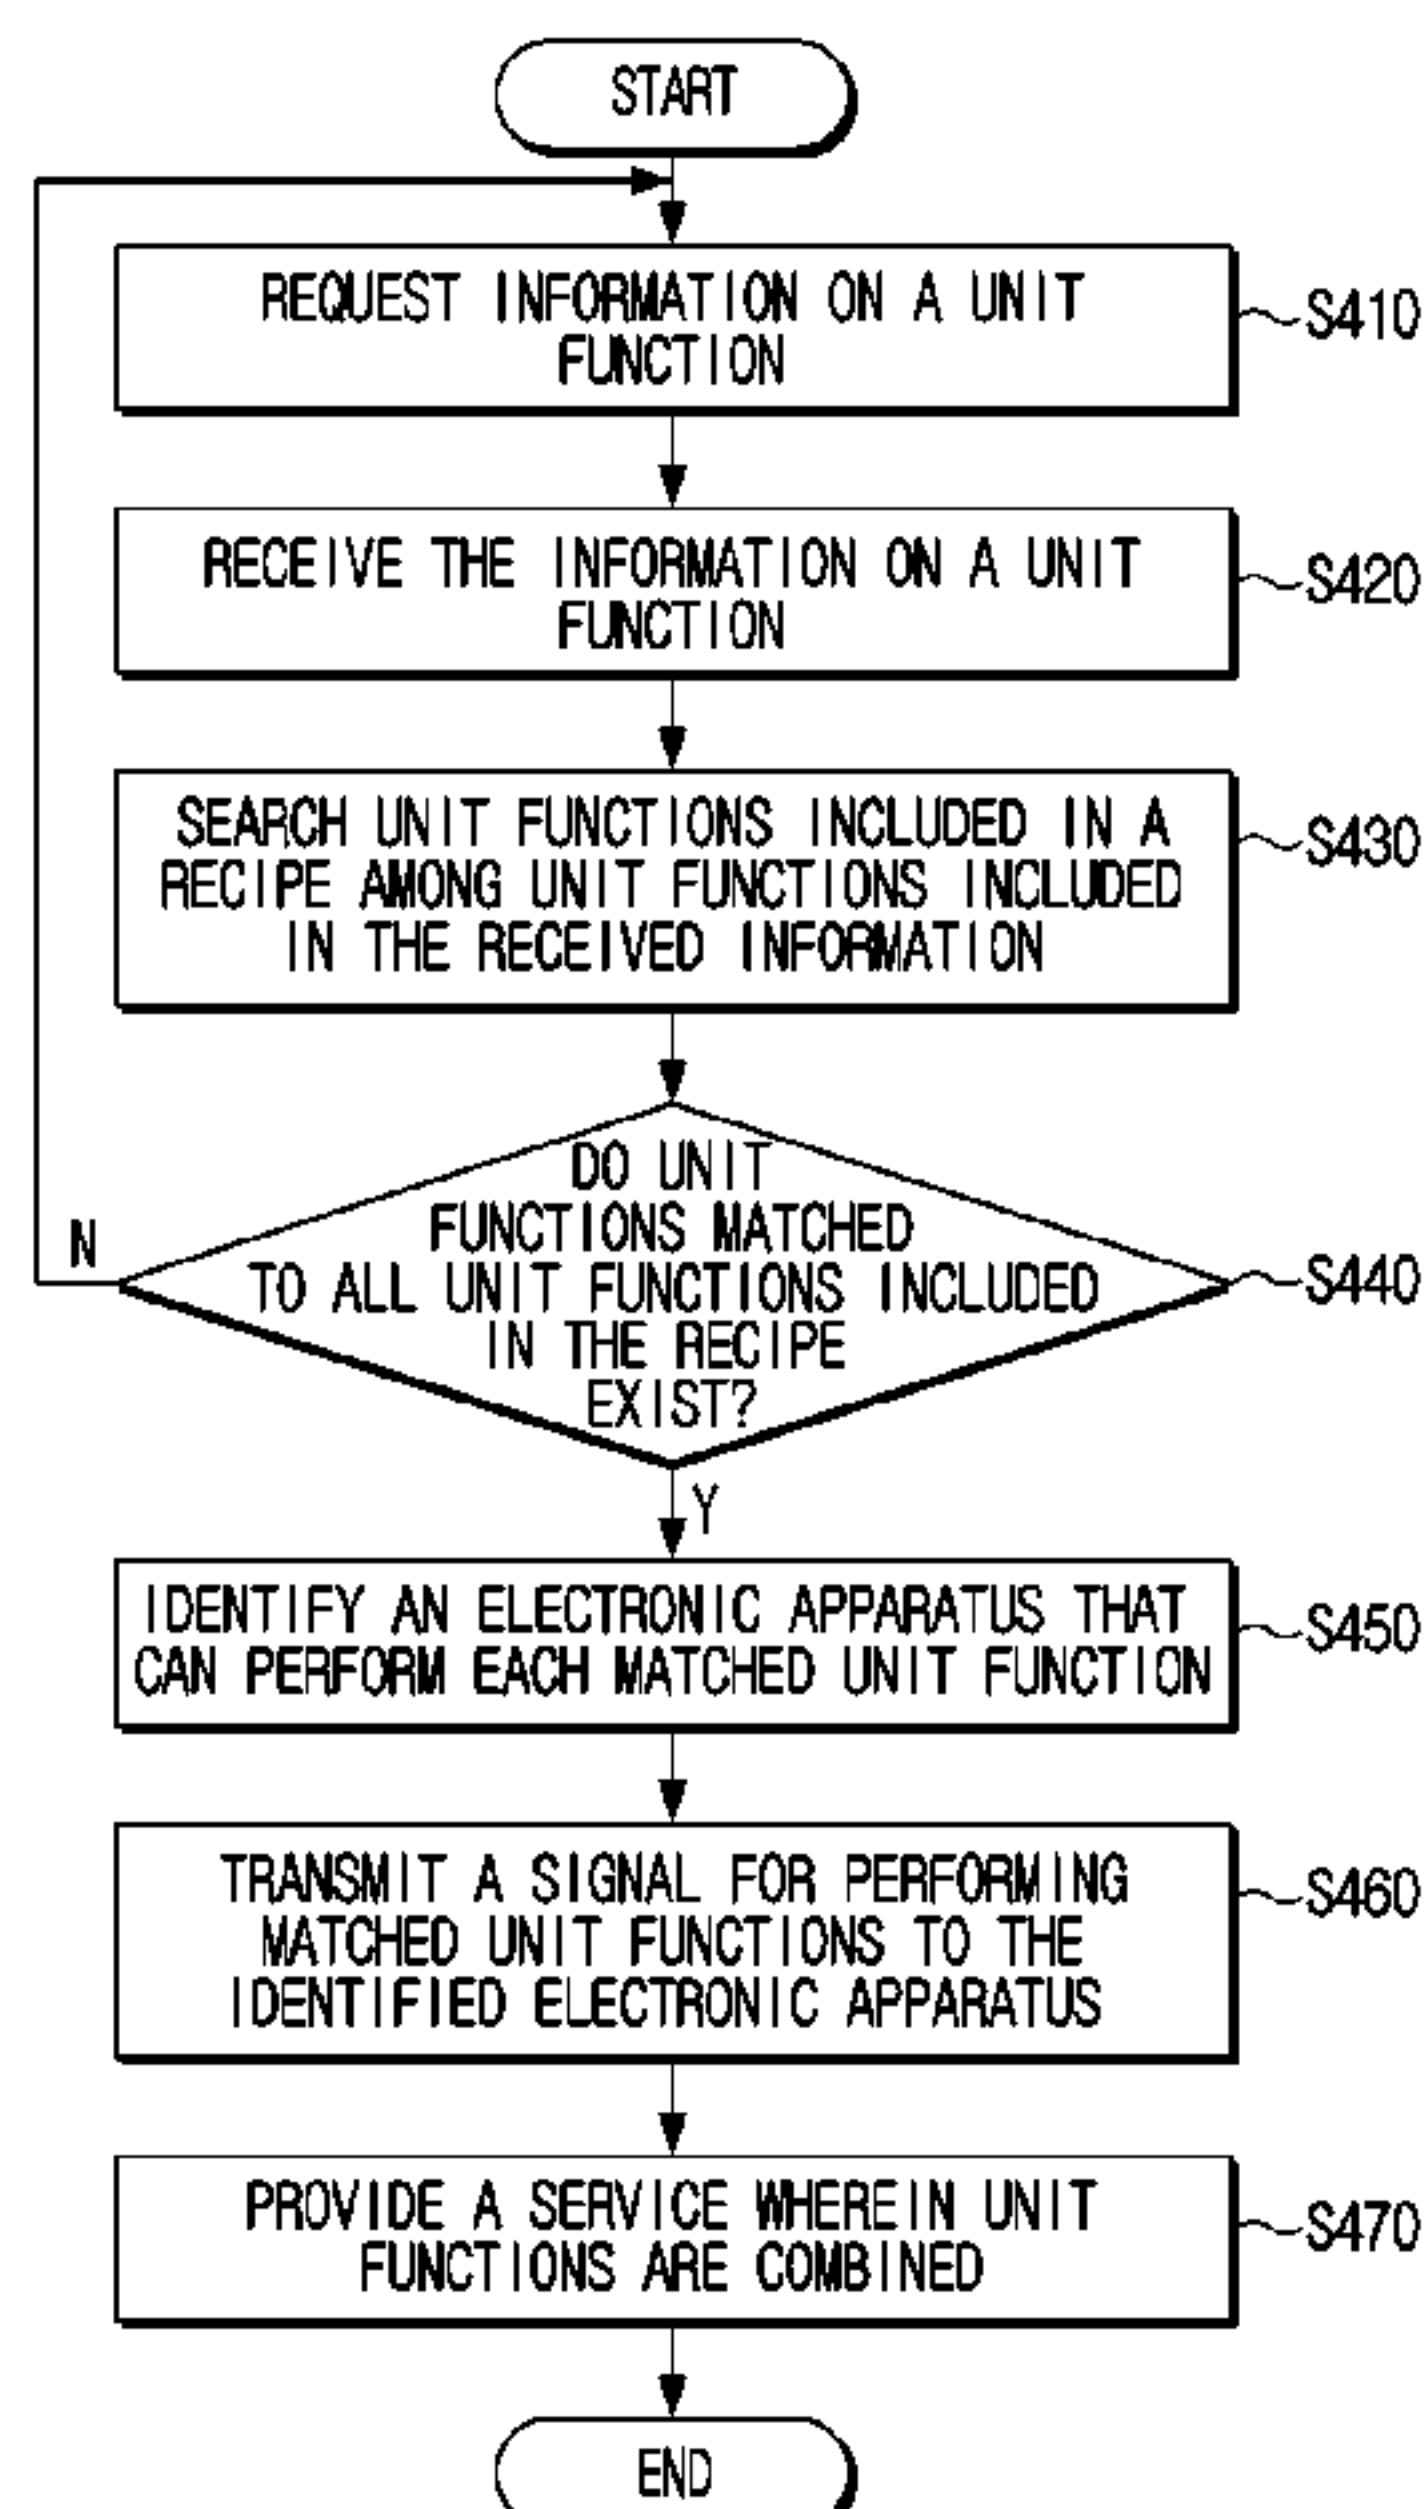 START
REQUEST INFORMATION ON A UNIT
FUNCTION
S410
RECEIVE THE INFORMATION ON A UNIT
FUNCTION
S420
SEARCH UNIT FUNCTIONS INCLUDED IN A
RECIPE AMONG UNIT FUNCTIONS INCLUDED
IN THE RECEIVED INFORMATION
S430
DO UNIT
FUNCTIONS MATCHED
TO ALL UNIT FUNCTIONS INCLUDED
IN THE RECIPE
EXIST?
S440
N
Y
IDENTIFY AN ELECTRONIC APPARATUS THAT
CAN PERFORM EACH MATCHED UNIT FUNCTION
S450
TRANSMIT A SIGNAL FOR PERFORMING
MATCHED UNIT FUNCTIONS TO THE
IDENTIFIED ELECTRONIC APPARATUS
S460
PROVIDE A SERVICE WHEREIN UNIT
FUNCTIONS ARE COMBINED
S470
END